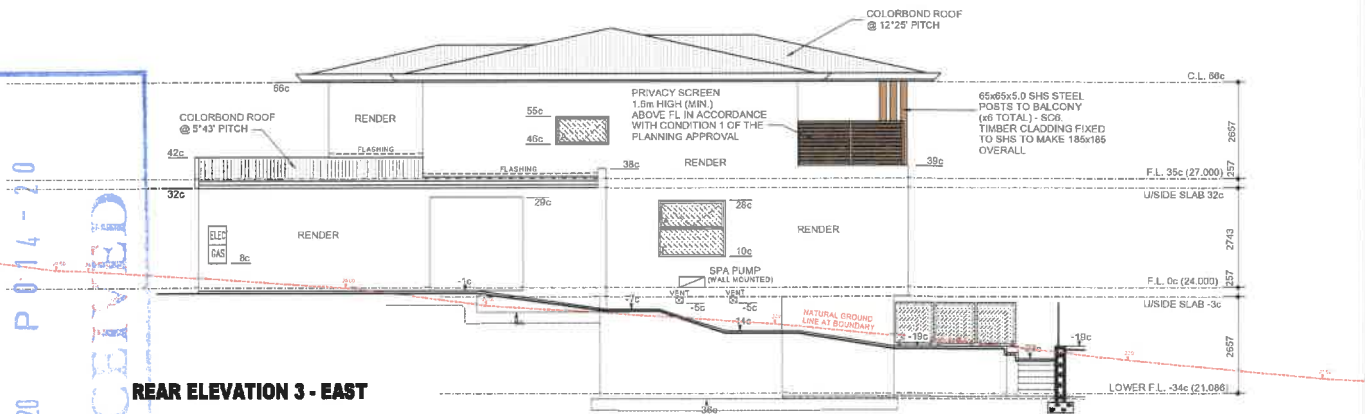 COLORBOND ROOF
@ 12°25' PITCH
C.L. 66c
66c
PRIVACY SCREEN
1.8m HIGH (MIN.)
ABOVE FL IN ACCORDANCE
WITH CONDITION 1 OF THE
PLANNING APPROVAL
65x65x5.0 SHS STEEL
POSTS TO BALCONY
(x6 TOTAL) - SC6.
TIMBER CLADDING FIXED
TO SHS TO MAKE 185x185
OVERALL
COLORBOND ROOF
@ 5°43' PITCH
55c
46c
RENDER
2657
42c
FLASHING
38c
RENDER
39c
FLASHING
F.L. 35c (27.000)
257
32c
U/SIDE SLAB 32c
29c
28c
ELEC
GAS
8c
RENDER
RENDER
10c
2743
SPA PUMP
(WALL MOUNTED)
-1c
F.L. 0c (24.000)
257
VENT
VENT
-5c
-5c
U/SIDE SLAB -3c
-7c
-14c
NATURAL GROUND
LINE AT BOUNDARY
-19c
-19c
2657
REAR ELEVATION 3 - EAST
LOWER F.L. -34c (21.086)
-36c
P 0 14 - 20
20